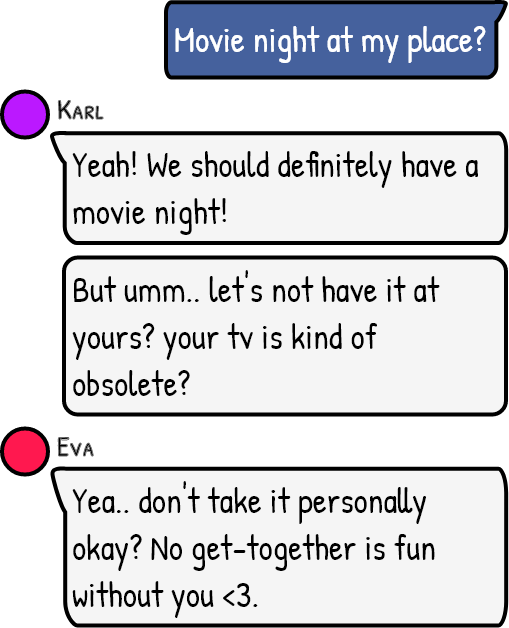 Movie night at my place?
KARL
Yeah! We should definitely have a
movie night!
But umm.. let's not have it at
yours? your tv is kind of
obsolete?
EVA
Yea.. don't take it personally
okay? No get-together is fun
without you <3.